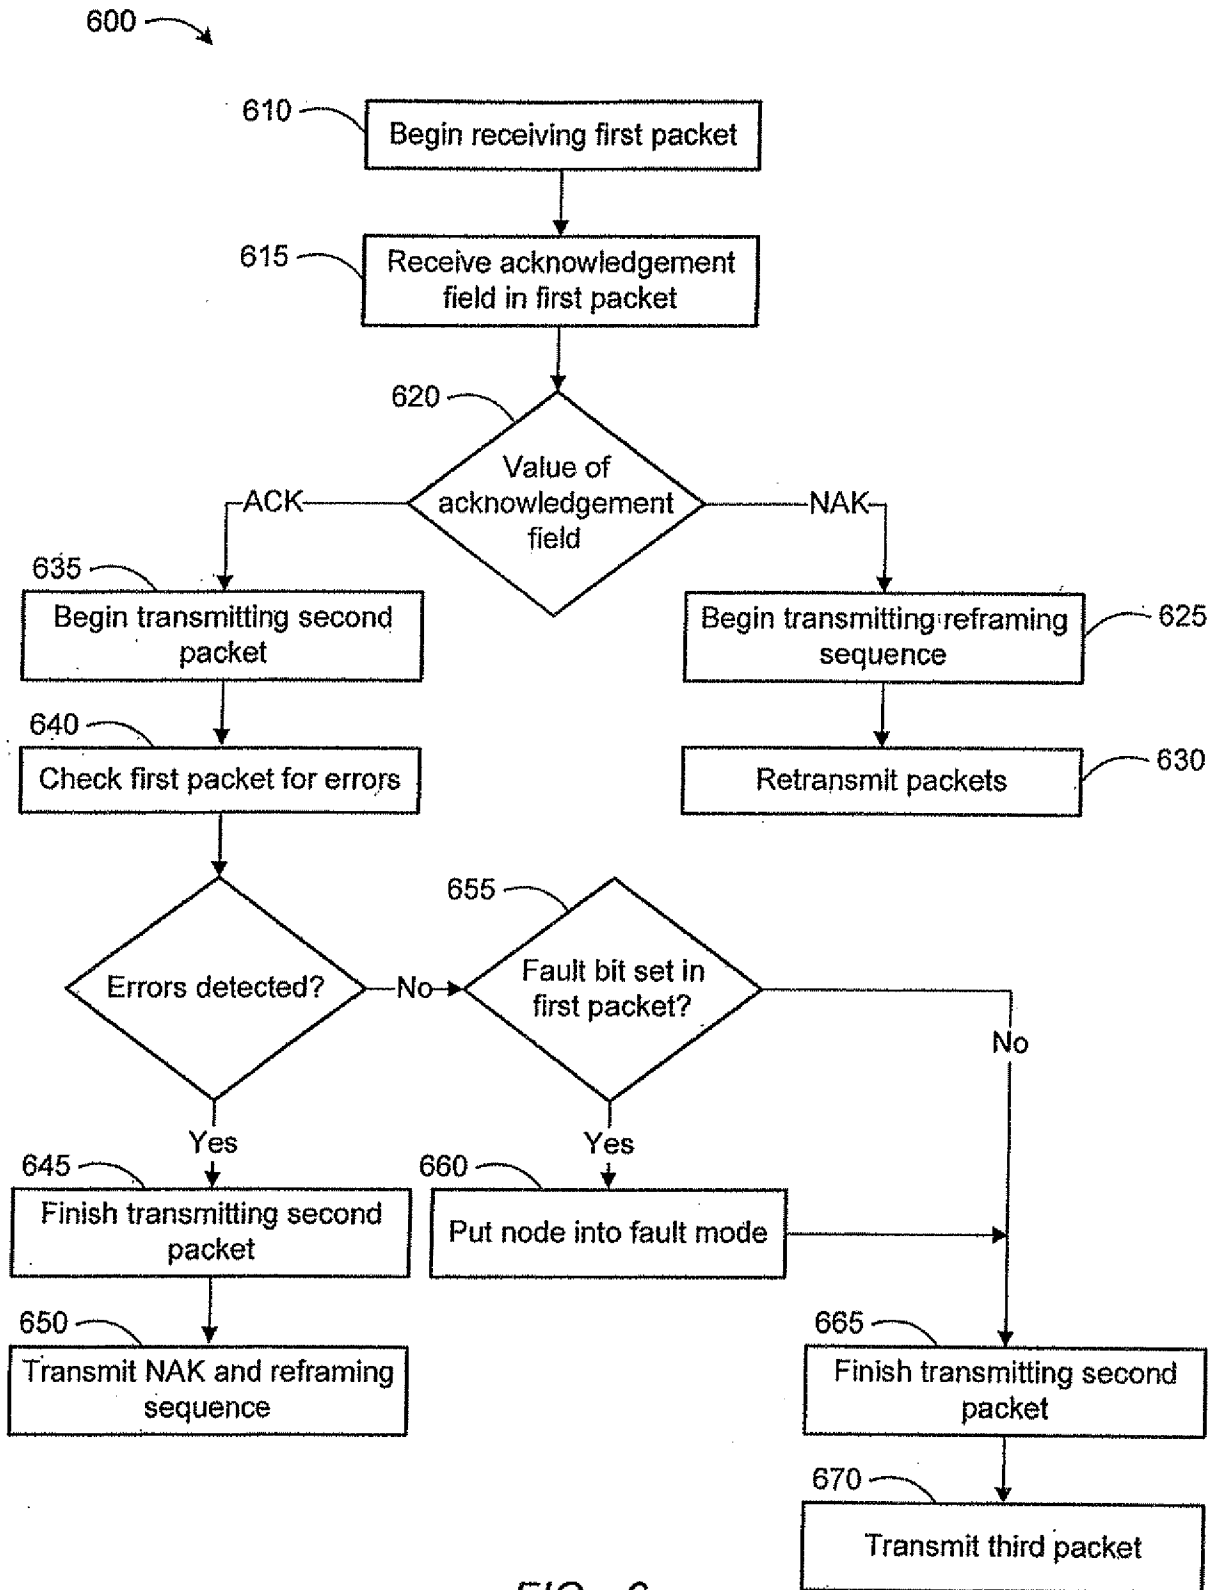 600
610
Begin receiving first packet
615
Receive acknowledgement
field in first packet
620
Value of
acknowledgement
field
ACK
NAK
635
Begin transmitting second
packet
Begin transmitting reframing
sequence
625
640
Check first packet for errors
Retransmit packets
630
655
Errors detected?
No
Fault bit set in
first packet?
No
Yes
Yes
645
Finish transmitting second
packet
660
Put node into fault mode
650
Transmit NAK and reframing
sequence
665
Finish transmitting second
packet
670
Transmit third packet